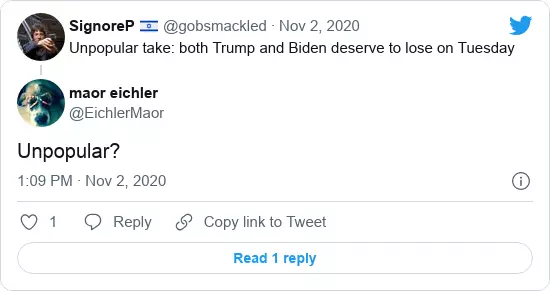 SignoreP 🇮🇱 @gobsmackled · Nov 2, 2020
Unpopular take: both Trump and Biden deserve to lose on Tuesday
maor eichler
@EichlerMaor
Unpopular?
1:09 PM · Nov 2, 2020
1 Reply Copy link to Tweet
Read 1 reply